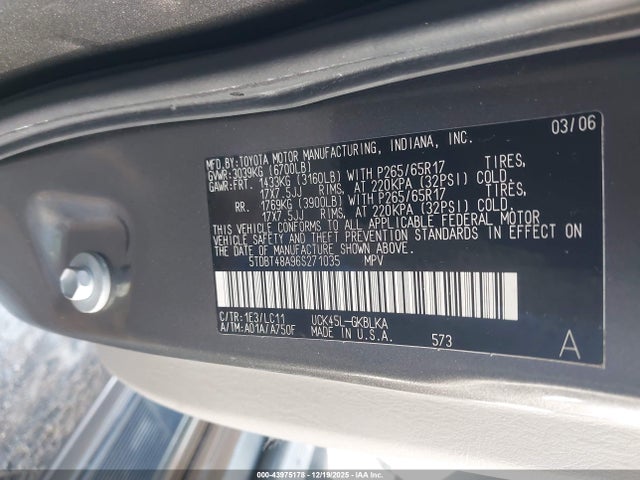 03/06
MFD. BY: TOYOTA MOTOR MANUFACTURING, INDIANA, INC.
GVWR: 3039KG (6700LB)
GAWR: FRT. 1433KG (3160LB) WITH P265/65R17 TIRES,
17X7.5JJ RIMS, AT 220KPA (32PSI) COLD.
RR. 1769KG (3900LB) WITH P265/65R17 TIRES,
17X7.5JJ RIMS, AT 220KPA (32PSI) COLD.
THIS VEHICLE CONFORMS TO ALL APPLICABLE FEDERAL MOTOR
VEHICLE SAFETY AND THEFT PREVENTION STANDARDS IN EFFECT ON
THE DATE OF MANUFACTURE SHOWN ABOVE.
5TDBT48A96S271035 MPV
C/TR: 1E3/LC11 UCK45L-GKBLKA
A/TM: A01A/A750F MADE IN U.S.A. 573
A
000-43975178 - 12/19/2025 - IAA Inc.